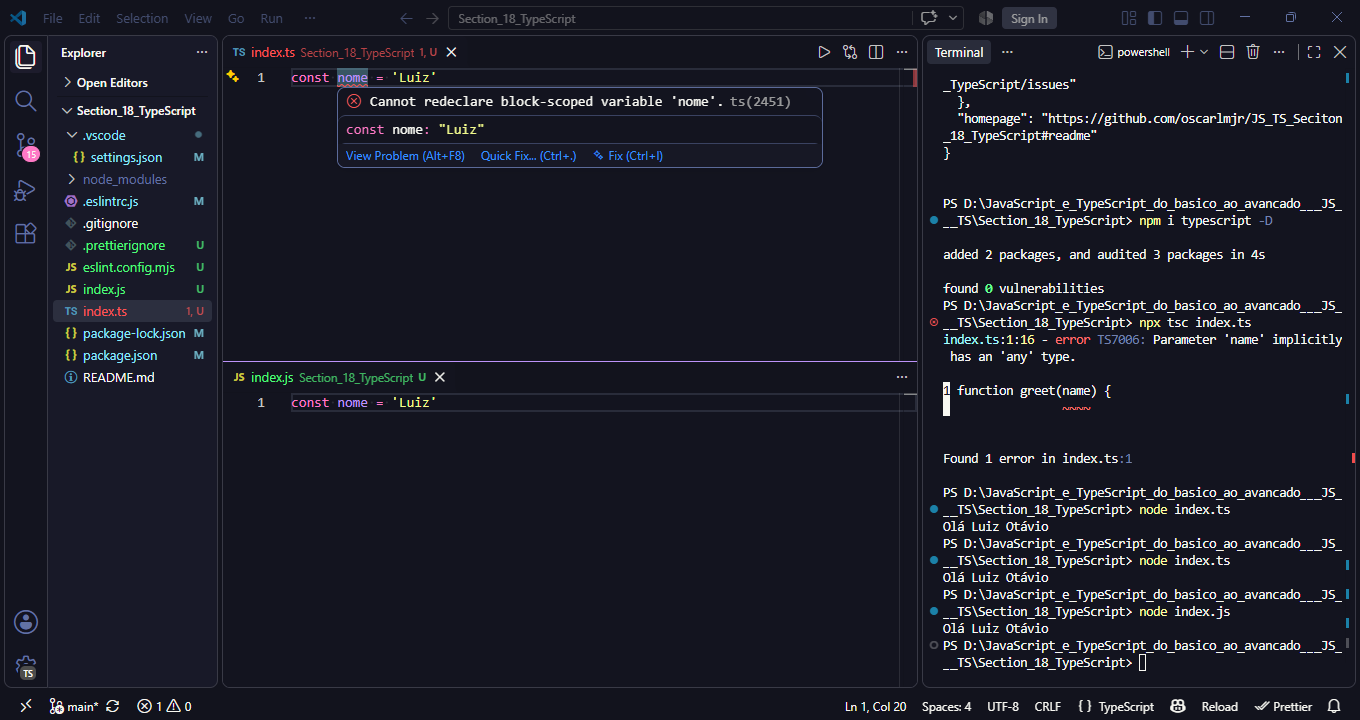 File Edit Selection View Go Run ··· Section_18_TypeScript Sign In
Explorer ···
Open Editors
Section_18_TypeScript
.vscode
{} settings.json M
node_modules
.eslintrc.js M
.gitignore
.prettierignore U
JS eslint.config.mjs U
JS index.js U
TS index.ts 1, U
{} package-lock.json M
{} package.json M
README.md
15
TS
TS index.ts Section_18_TypeScript 1, U
1 const nome = 'Luiz'
Cannot redeclare block-scoped variable 'nome'. ts(2451)
const nome: "Luiz"
View Problem (Alt+F8) Quick Fix... (Ctrl+.) Fix (Ctrl+I)
JS index.js Section_18_TypeScript U
1 const nome = 'Luiz'
Terminal ··· powershell
_TypeScript/issues"
},
"homepage": "https://github.com/oscarlmjr/JS_TS_Seciton
_18_TypeScript#readme"
}
PS D:\JavaScript_e_TypeScript_do_basico_ao_avancado___JS_
__TS\Section_18_TypeScript> npm i typescript -D
added 2 packages, and audited 3 packages in 4s
found 0 vulnerabilities
PS D:\JavaScript_e_TypeScript_do_basico_ao_avancado___JS_
__TS\Section_18_TypeScript> npx tsc index.ts
index.ts:1:16 - error TS7006: Parameter 'name' implicitly
has an 'any' type.
1 function greet(name) {
~~~~
Found 1 error in index.ts:1
PS D:\JavaScript_e_TypeScript_do_basico_ao_avancado___JS_
__TS\Section_18_TypeScript> node index.ts
Olá Luiz Otávio
PS D:\JavaScript_e_TypeScript_do_basico_ao_avancado___JS_
__TS\Section_18_TypeScript> node index.ts
Olá Luiz Otávio
PS D:\JavaScript_e_TypeScript_do_basico_ao_avancado___JS_
__TS\Section_18_TypeScript> node index.js
Olá Luiz Otávio
PS D:\JavaScript_e_TypeScript_do_basico_ao_avancado___JS_
__TS\Section_18_TypeScript>
main* 1 0 Ln 1, Col 20 Spaces: 4 UTF-8 CRLF {} TypeScript Reload Prettier